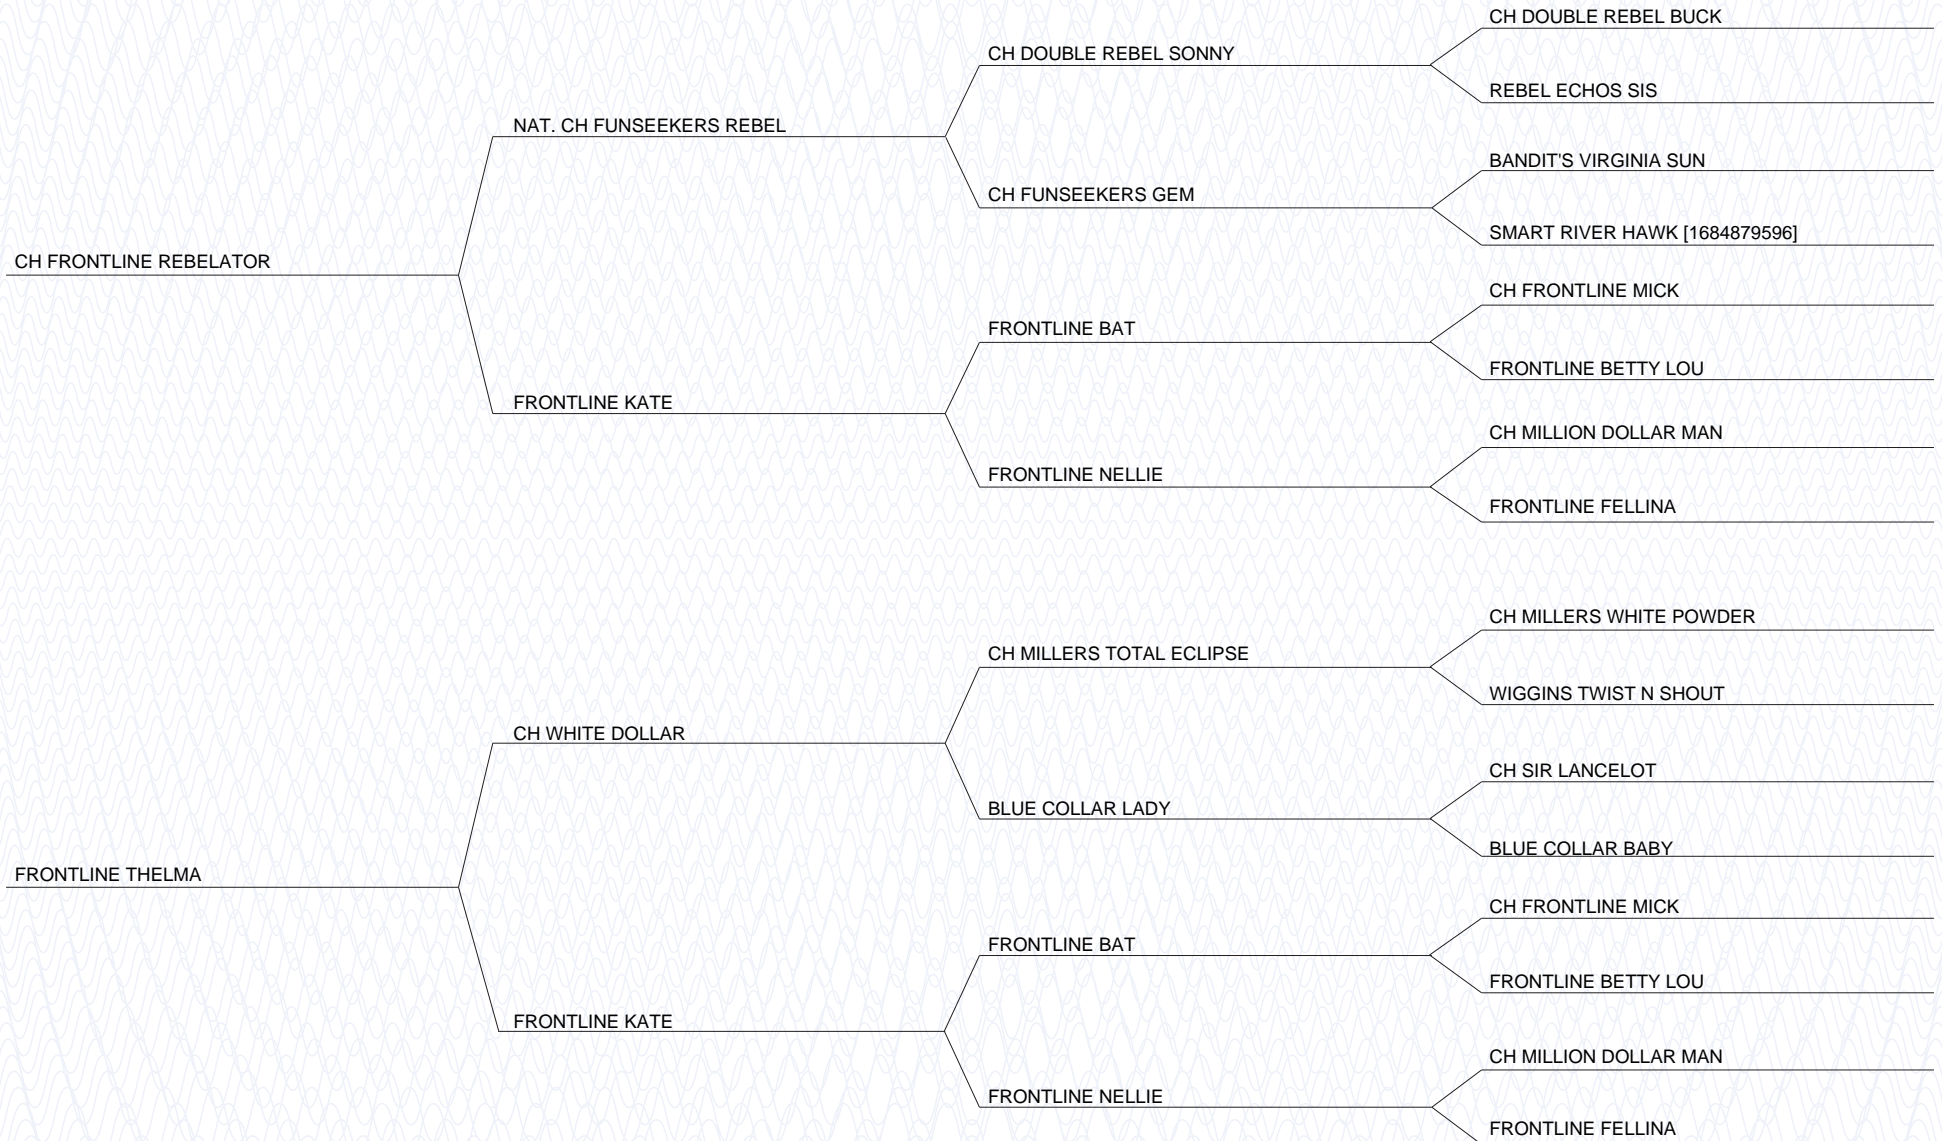 CH DOUBLE REBEL BUCK
CH DOUBLE REBEL SONNY
REBEL ECHOS SIS
NAT. CH FUNSEEKERS REBEL
BANDIT'S VIRGINIA SUN
CH FUNSEEKERS GEM
SMART RIVER HAWK [1684879596]
CH FRONTLINE REBELATOR
CH FRONTLINE MICK
FRONTLINE BAT
FRONTLINE BETTY LOU
FRONTLINE KATE
CH MILLION DOLLAR MAN
FRONTLINE NELLIE
FRONTLINE FELLINA
CH MILLERS WHITE POWDER
CH MILLERS TOTAL ECLIPSE
WIGGINS TWIST N SHOUT
CH WHITE DOLLAR
CH SIR LANCELOT
BLUE COLLAR LADY
BLUE COLLAR BABY
FRONTLINE THELMA
CH FRONTLINE MICK
FRONTLINE BAT
FRONTLINE BETTY LOU
FRONTLINE KATE
CH MILLION DOLLAR MAN
FRONTLINE NELLIE
FRONTLINE FELLINA